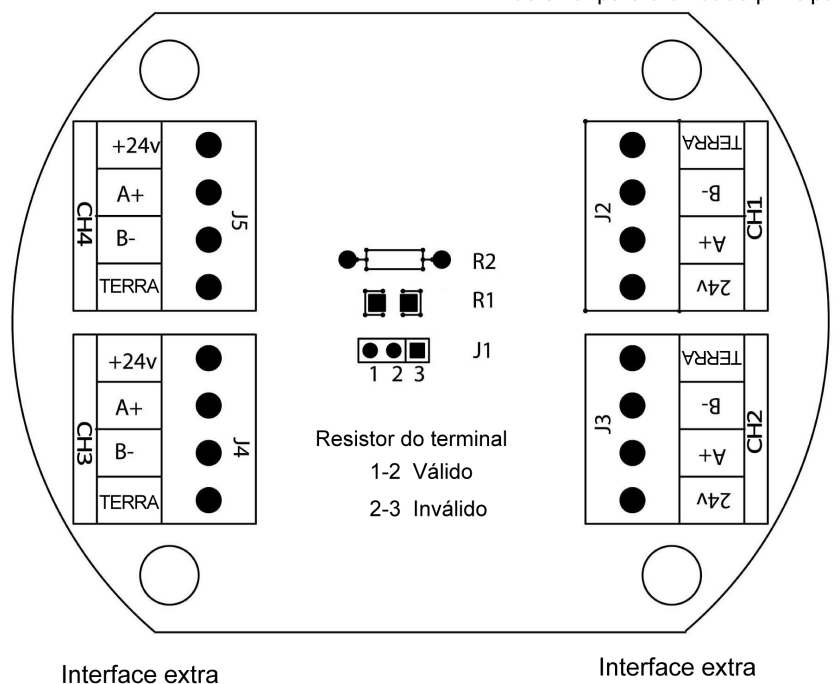 +24v
A+
B-
TERRA
CH4
J5
+24v
A+
B-
TERRA
CH3
J4
R2
R1
J1
1 2 3
Resistor do terminal
1-2 Válido
2-3 Inválido
J2
TERRA
B-
A+
24v
CH1
J3
TERRA
B-
A+
24v
CH2
Interface extra
Interface extra